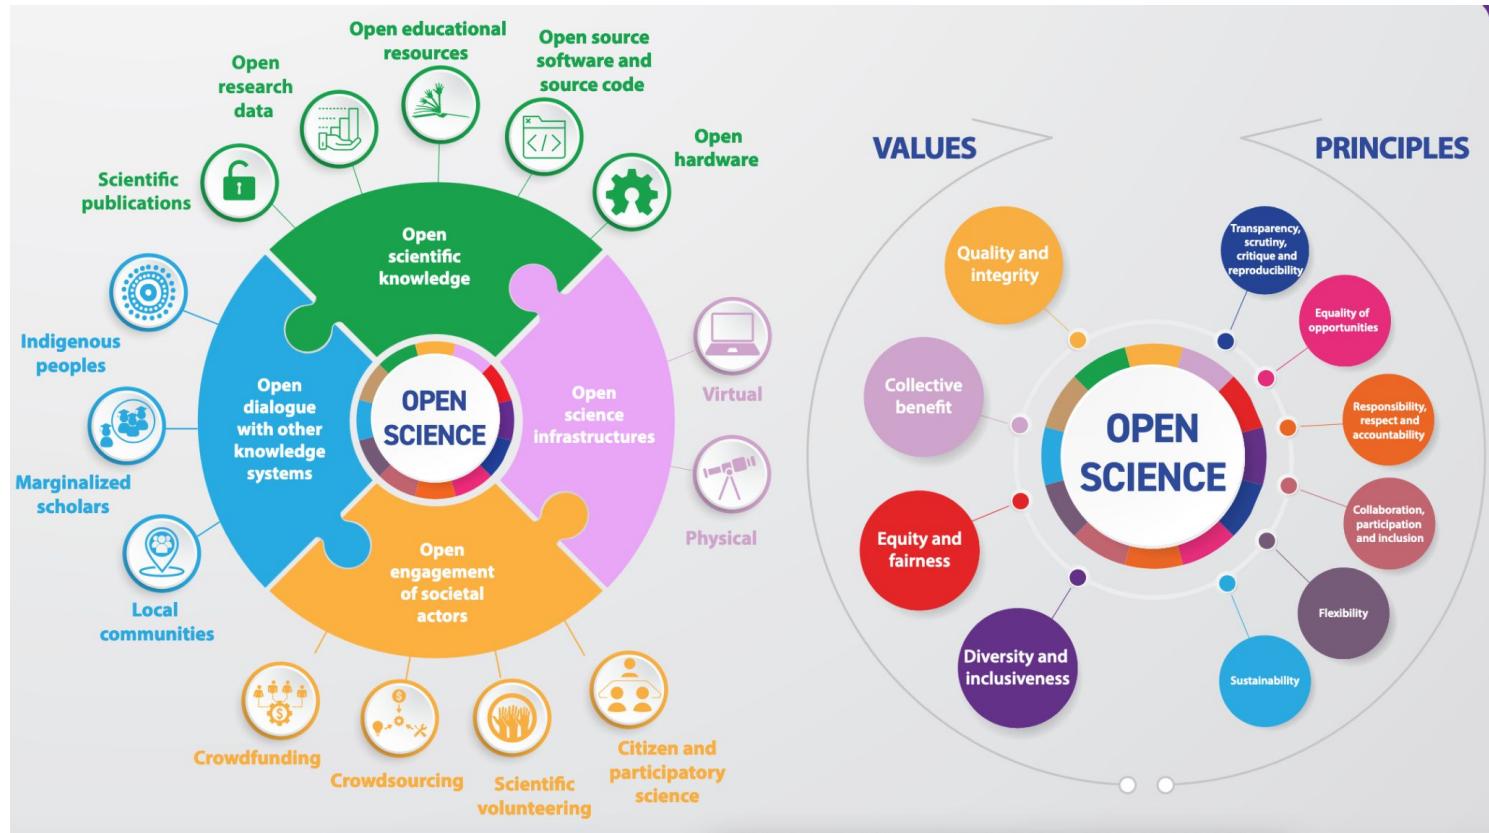 Open educational
resources
Open source
software and
source code
Open
research
data
Open
hardware
Scientific
publications
Open
scientific
knowledge
Indigenous
peoples
Marginalized
scholars
Local
communities
Open
dialogue
with other
knowledge
systems
OPEN
SCIENCE
Open
science
infrastructures
Virtual
Physical
Open
engagement
of societal
actors
Crowdfunding
Crowdsourcing
Scientific
volunteering
Citizen and
participatory
science
VALUES
PRINCIPLES
Quality and
integrity
Collective
benefit
Equity and
fairness
Diversity and
inclusiveness
OPEN
SCIENCE
Transparency,
scrutiny,
critique and
reproducibility
Equality of
opportunities
Responsibility,
respect and
accountability
Collaboration,
participation
and inclusion
Flexibility
Sustainability